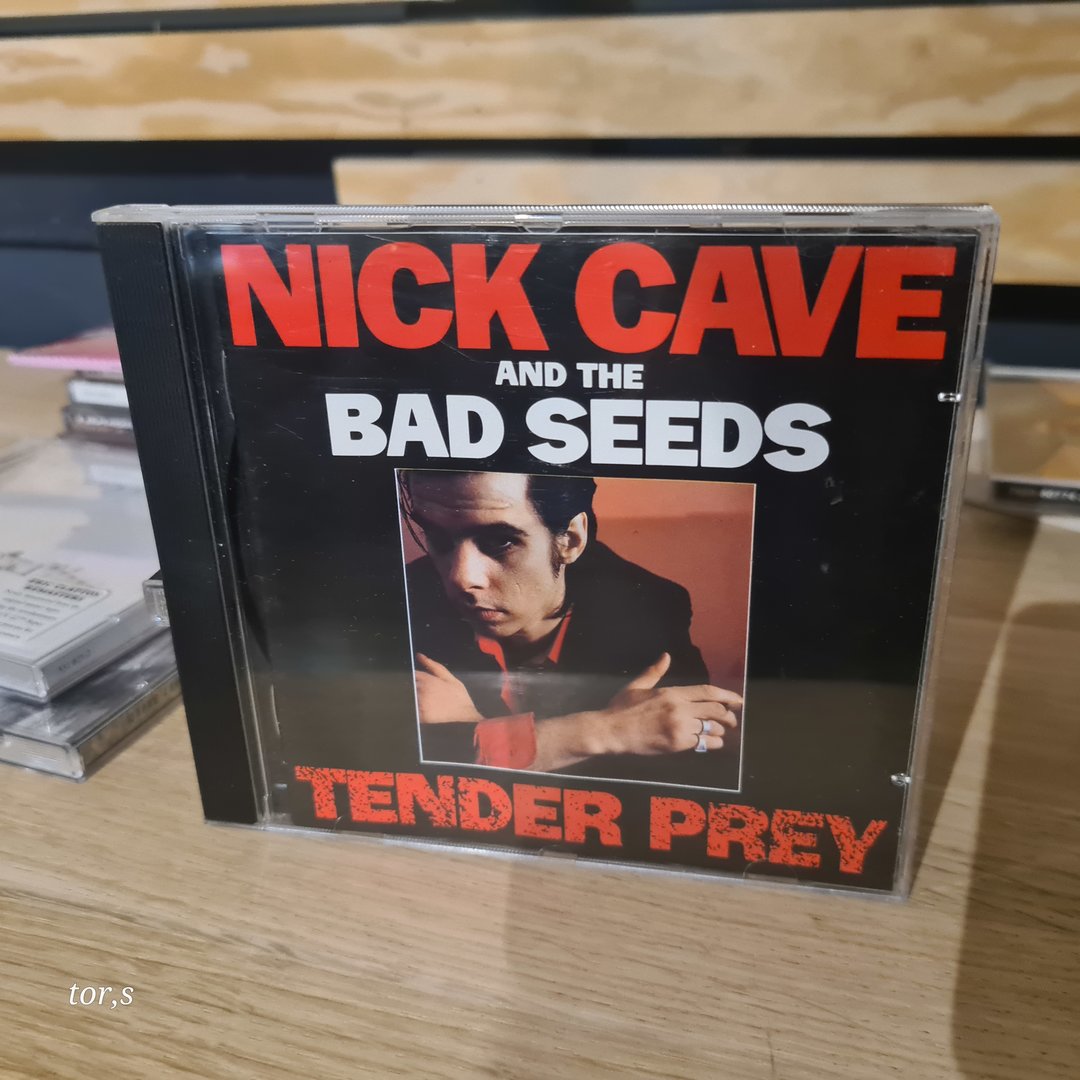 NICK CAVE
AND THE
BAD SEEDS
TENDER PREY
tor,s